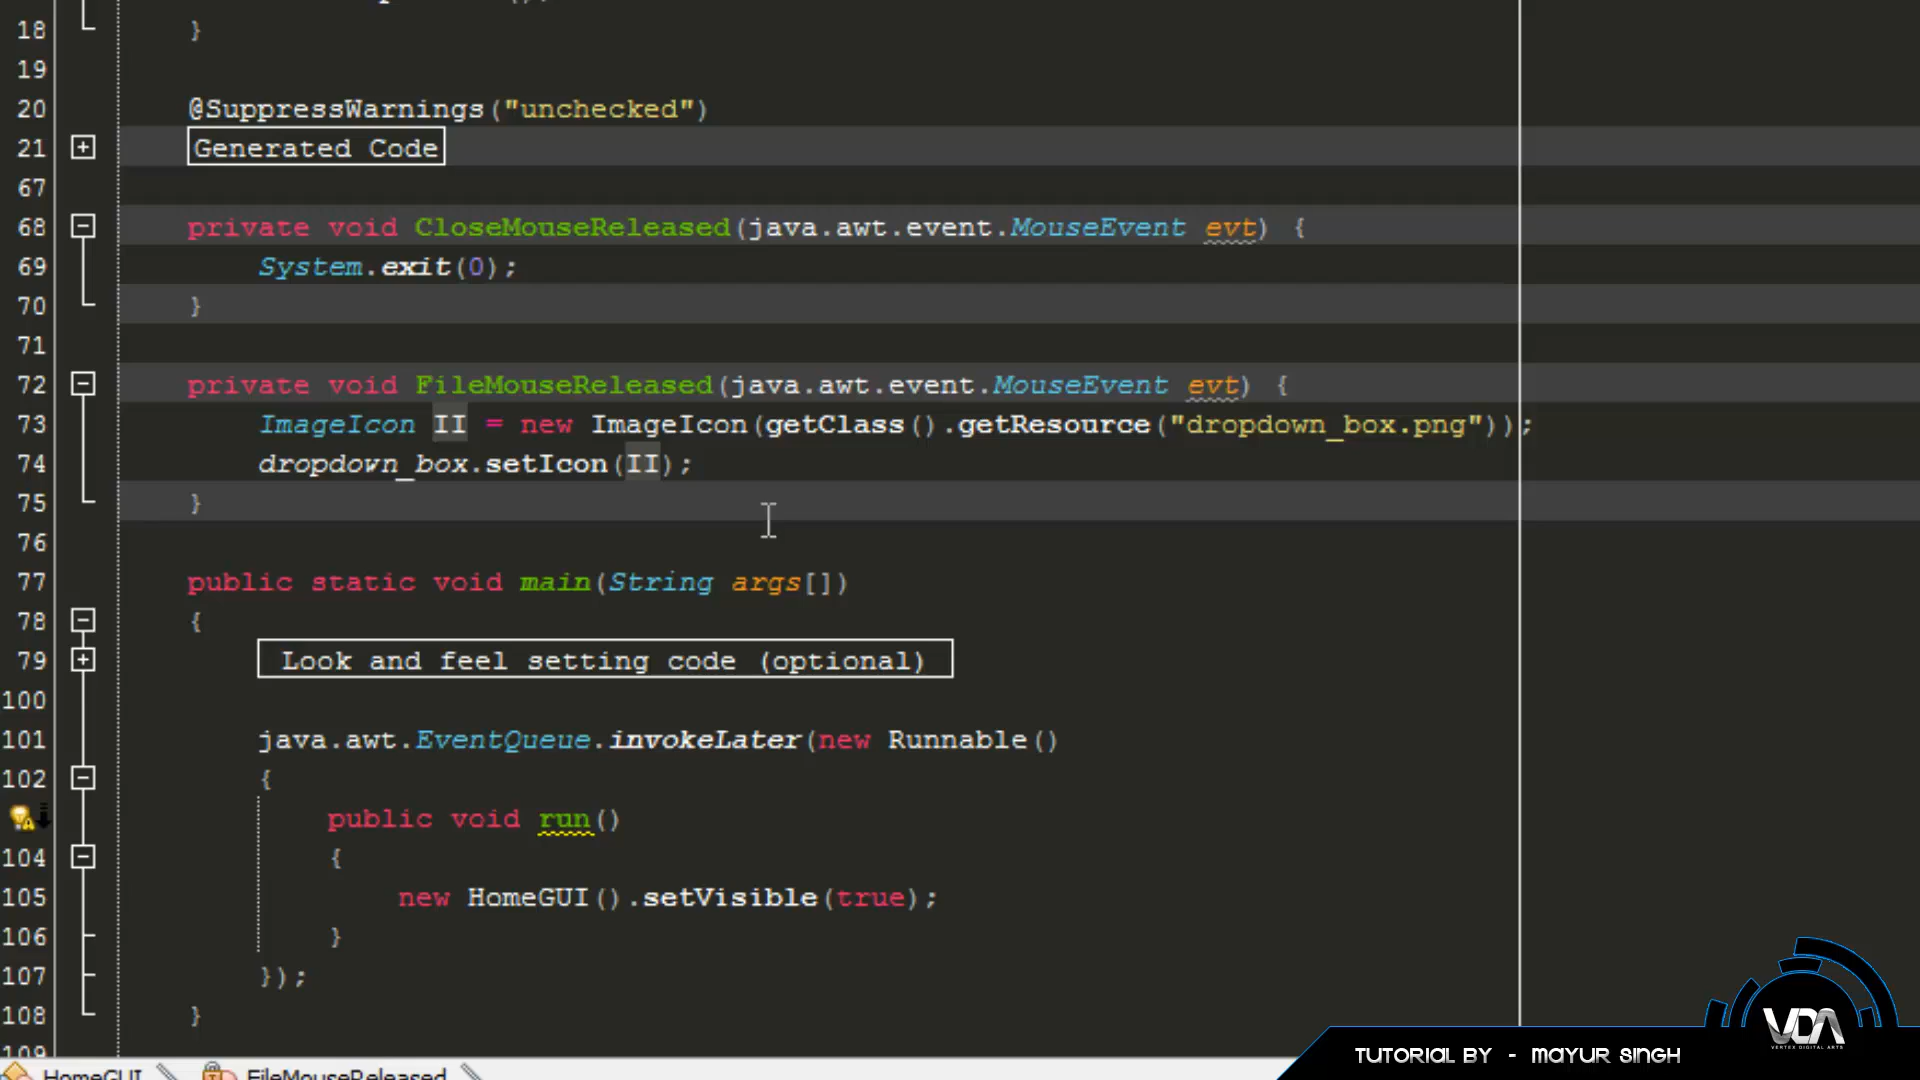 18 }
19
20 @SuppressWarnings("unchecked")
21 Generated Code
67
68 private void CloseMouseReleased(java.awt.event.MouseEvent evt) {
69 System.exit(0);
70 }
71
72 private void FileMouseReleased(java.awt.event.MouseEvent evt) {
73 ImageIcon II = new ImageIcon(getClass().getResource("dropdown_box.png"));
74 dropdown_box.setIcon(II);
75 }
76
77 public static void main(String args[])
78 {
79 Look and feel setting code (optional)
100
101 java.awt.EventQueue.invokeLater(new Runnable()
102 {
public void run()
104 {
105 new HomeGUI().setVisible(true);
106 }
107 });
108 }
109
HomeGUI FileMouseReleased
VDA
VERTEX DIGITAL ARTS
TUTORIAL BY - MAYUR SINGH